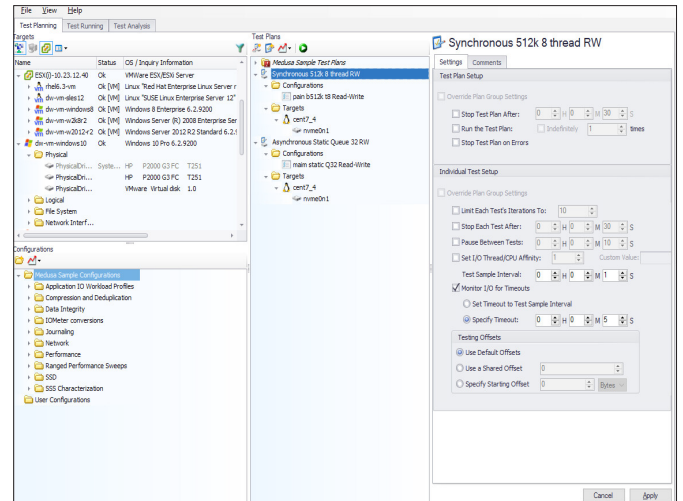 File View Help
Test Planning Test Running Test Analysis
Targets
Name Status OS / Inquiry Information
ESX(i)-10.23.12.40 Ok VMWare ESX/ESXi Server
rhel6.3-vm Ok [VM] Linux "Red Hat Enterprise Linux Server r
dw-vm-sles12 Ok [VM] Linux "SUSE Linux Enterprise Server 12"
dw-vm-windows8 Ok [VM] Windows 8 Enterprise 6.2.9200
dw-vm-w2k8r2 Ok [VM] Windows Server (R) 2008 Enterprise Ser
dw-vm-w2012-r2 Ok [VM] Windows Server 2012 R2 Standard 6.2.9
dw-vm-windows10 Ok Windows 10 Pro 6.2.9200
Physical
PhysicalDri... Syste... HP P2000 G3 FC T251
PhysicalDri... HP P2000 G3 FC T251
PhysicalDri... VMware Virtual disk 1.0
Logical
File System
Network Interf...
Configurations
Medusa Sample Configurations
Application IO Workload Profiles
Compression and Deduplication
Data Integrity
IOMeter conversions
Journaling
Network
Performance
Ranged Performance Sweeps
SSD
SSS Characterization
User Configurations
Test Plans
Medusa Sample Test Plans
Synchronous 512k 8 thread RW
Configurations
pain b512k t8 Read-Write
Targets
cent7_4
nvme0n1
Asynchronous Static Queue 32 RW
Configurations
maim static Q32 Read-Write
Targets
cent7_4
nvme0n1
Synchronous 512k 8 thread RW
Settings Comments
Test Plan Setup
Override Plan Group Settings
Stop Test Plan After: 0 H 0 M 30 S
Run the Test Plan: Indefinitely 1 times
Stop Test Plan on Errors
Individual Test Setup
Override Plan Group Settings
Limit Each Test's Iterations To: 10
Stop Each Test After: 0 H 0 M 30 S
Pause Between Tests: 0 H 0 M 10 S
Set I/O Thread/CPU Affinity: 1 Custom Value:
Test Sample Interval: 0 H 0 M 1 S
Monitor I/O for Timeouts
Set Timeout to Test Sample Interval
Specify Timeout: 0 H 0 M 5 S
Testing Offsets
Use Default Offsets
Use a Shared Offset 0
Specify Starting Offset 0 Bytes
Cancel Apply